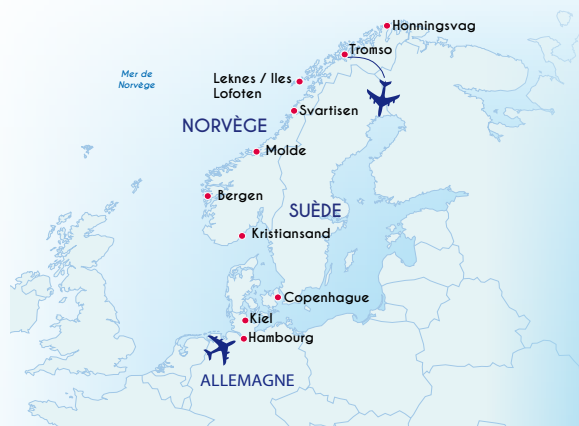 Honningsvag
Tromso
Mer de
Norvège
Leknes / Iles
Lofoten
Svartisen
NORVÈGE
Molde
Bergen
SUÈDE
Kristiansand
Copenhague
Kiel
Hambourg
ALLEMAGNE